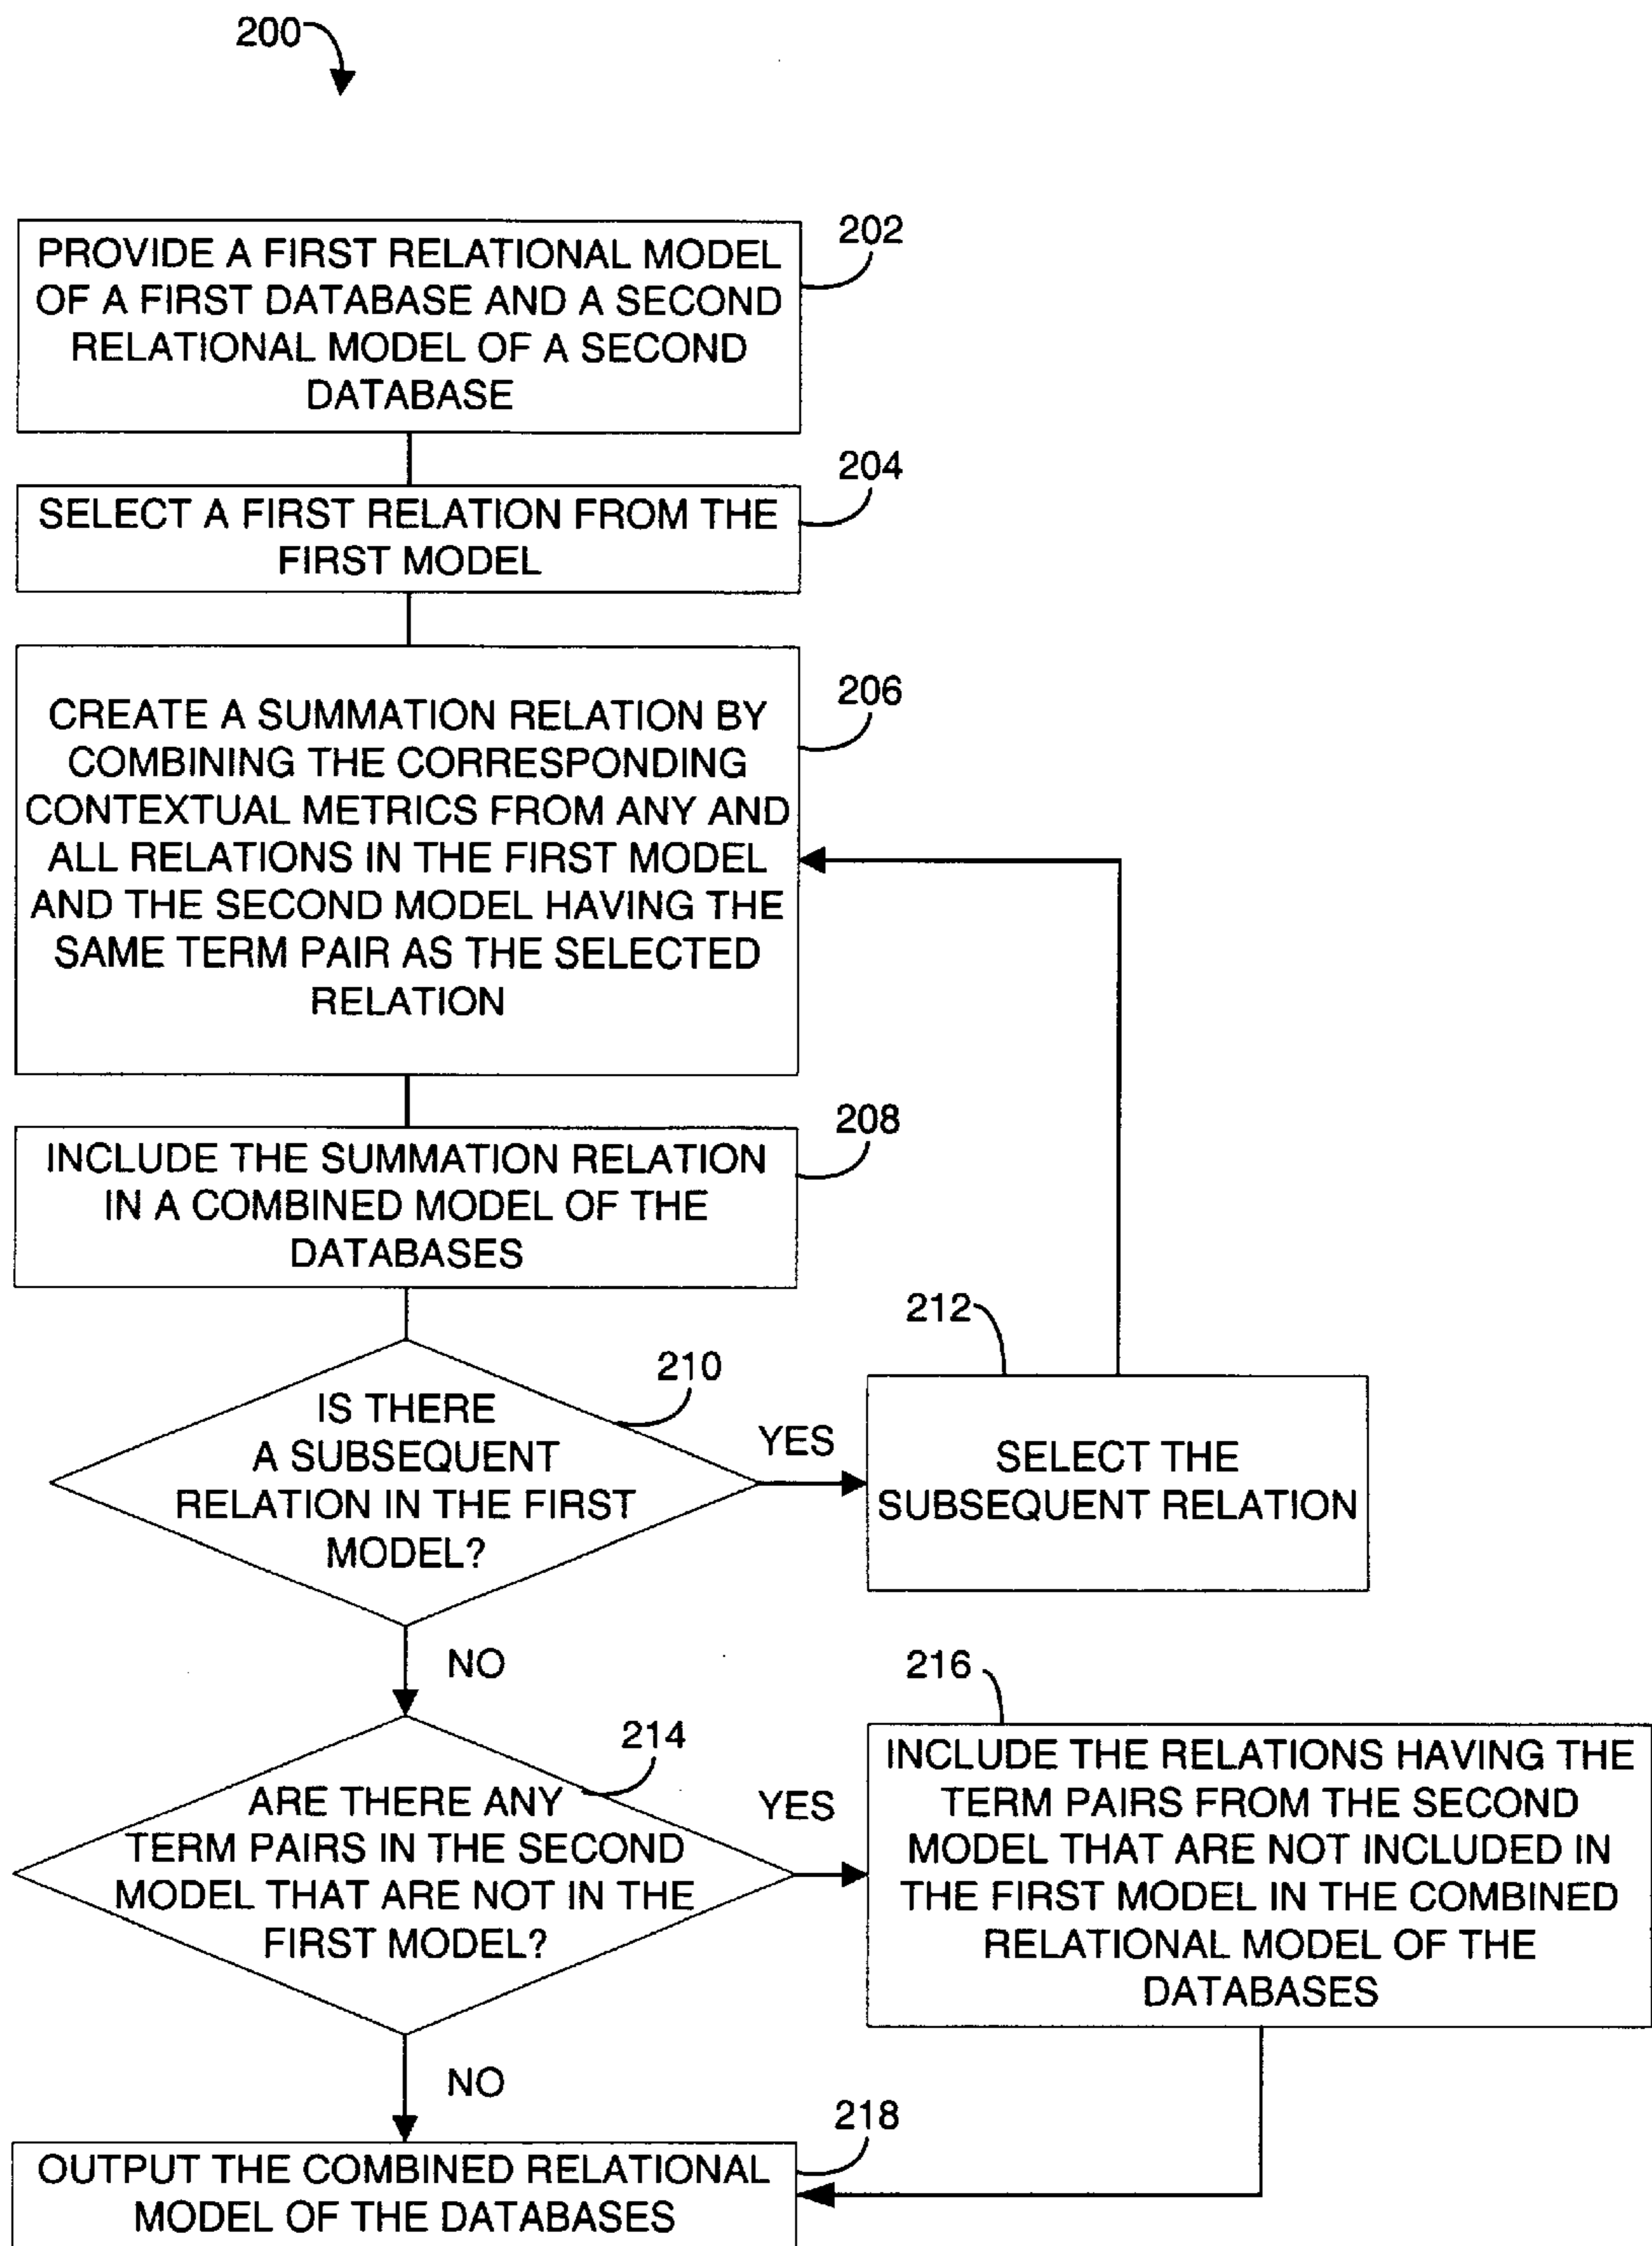 200
202
PROVIDE A FIRST RELATIONAL MODEL
OF A FIRST DATABASE AND A SECOND
RELATIONAL MODEL OF A SECOND
DATABASE
204
SELECT A FIRST RELATION FROM THE
FIRST MODEL
206
CREATE A SUMMATION RELATION BY
COMBINING THE CORRESPONDING
CONTEXTUAL METRICS FROM ANY AND
ALL RELATIONS IN THE FIRST MODEL
AND THE SECOND MODEL HAVING THE
SAME TERM PAIR AS THE SELECTED
RELATION
208
INCLUDE THE SUMMATION RELATION
IN A COMBINED MODEL OF THE
DATABASES
210
IS THERE
A SUBSEQUENT
RELATION IN THE FIRST
MODEL?
YES
212
SELECT THE
SUBSEQUENT RELATION
NO
214
ARE THERE ANY
TERM PAIRS IN THE SECOND
MODEL THAT ARE NOT IN THE
FIRST MODEL?
YES
216
INCLUDE THE RELATIONS HAVING THE
TERM PAIRS FROM THE SECOND
MODEL THAT ARE NOT INCLUDED IN
THE FIRST MODEL IN THE COMBINED
RELATIONAL MODEL OF THE
DATABASES
NO
218
OUTPUT THE COMBINED RELATIONAL
MODEL OF THE DATABASES